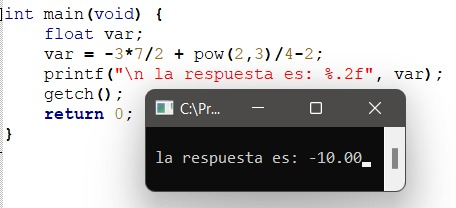 int main(void) {
    float var;
    var = -3*7/2 + pow(2,3)/4-2;
    printf("\n la respuesta es: %.2f", var);
    getch();
    return 0;
}
C:\Pr...
la respuesta es: -10.00